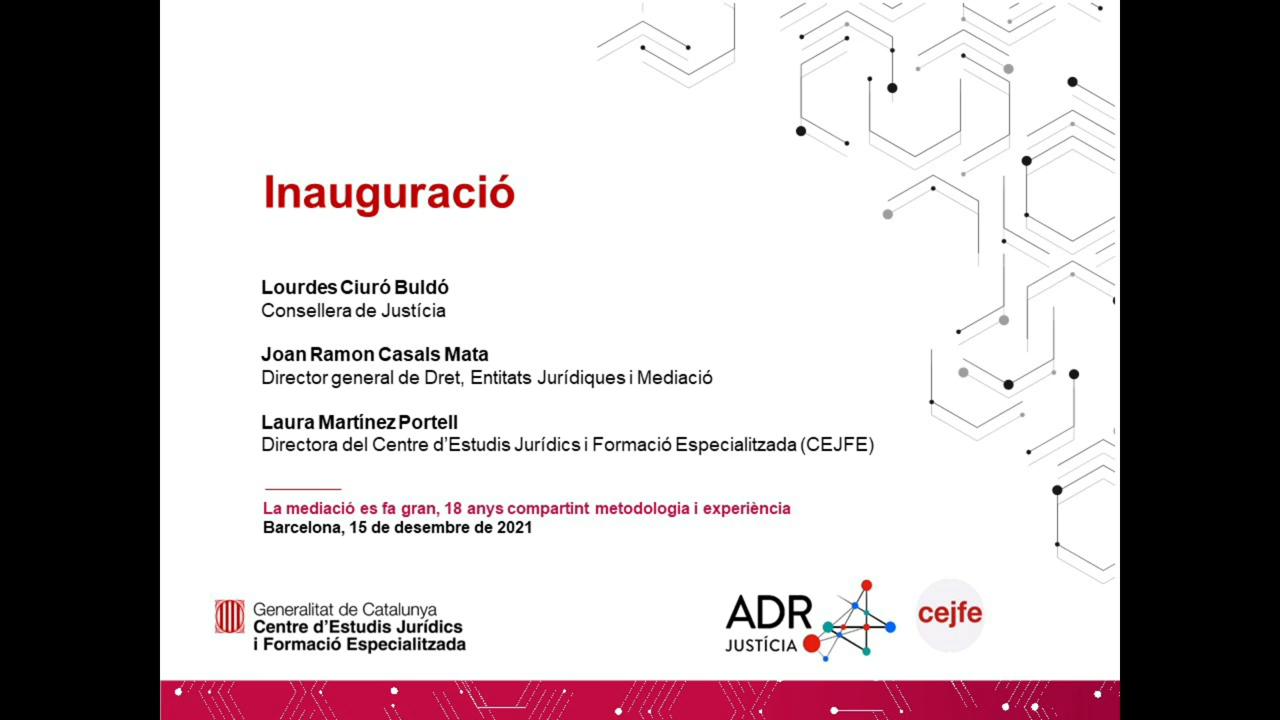 Inauguració
Lourdes Ciuró Buldó
Consellera de Justícia
Joan Ramon Casals Mata
Director general de Dret, Entitats Jurídiques i Mediació
Laura Martínez Portell
Directora del Centre d'Estudis Jurídics i Formació Especialitzada (CEJFE)
La mediació es fa gran, 18 anys compartint metodologia i experiència
Barcelona, 15 de desembre de 2021
Generalitat de Catalunya
Centre d'Estudis Jurídics
i Formació Especialitzada
ADR
JUSTÍCIA
cejfe